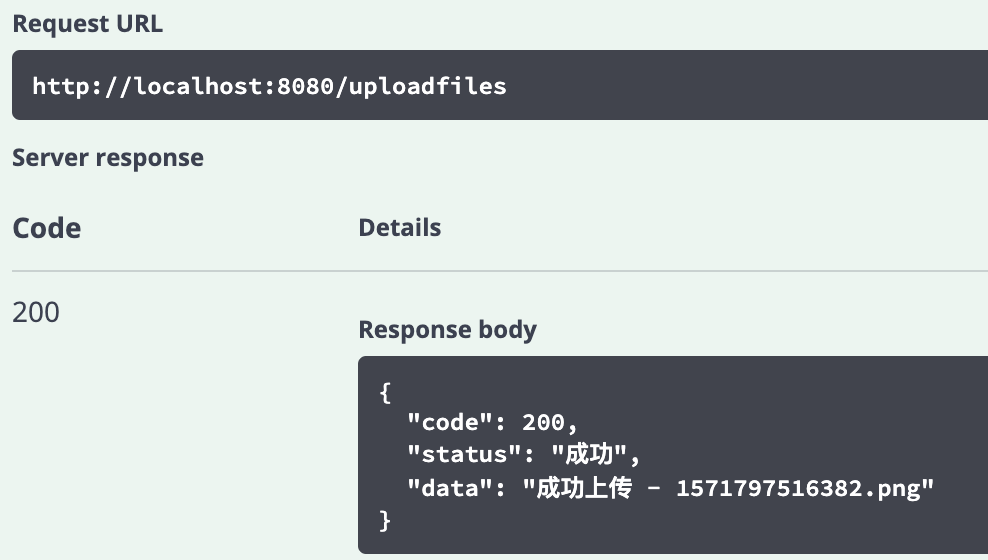 Request URL
http://localhost:8080/uploadfiles
Server response
Code Details
200
Response body
{
"code": 200,
"status": "成功",
"data": "成功上传 - 1571797516382.png"
}